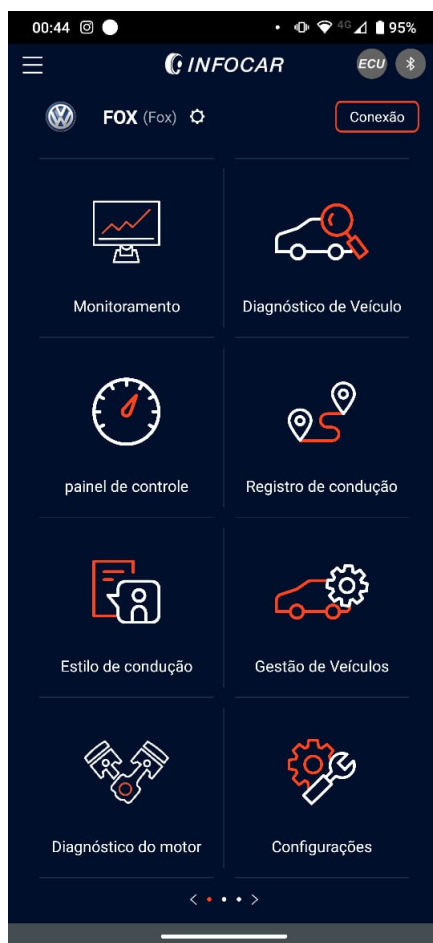 00:44 4G 95%
INFOCAR ECU
FOX (Fox) Conexão
Monitoramento Diagnóstico de Veículo
painel de controle Registro de condução
Estilo de condução Gestão de Veículos
Diagnóstico do motor Configurações